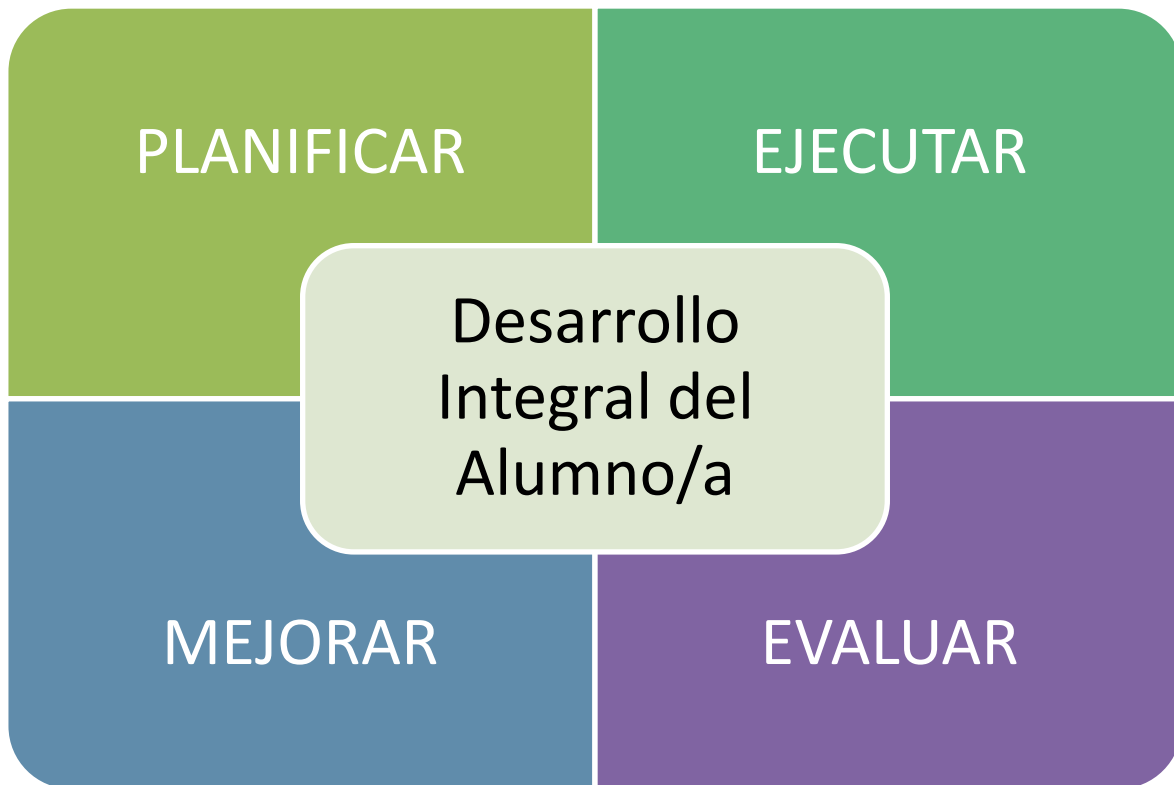 PLANIFICAR
EJECUTAR
Desarrollo
Integral del
Alumno/a
MEJORAR
EVALUAR